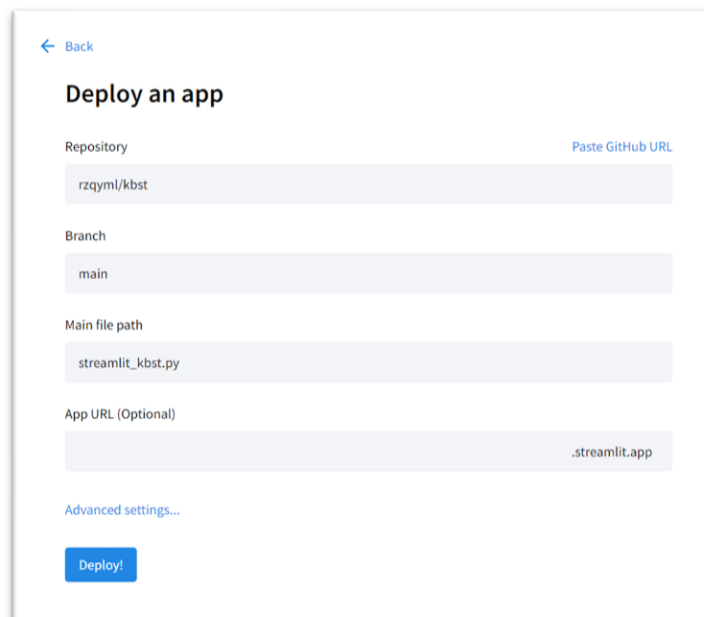 Back
Deploy an app
Repository
Paste GitHub URL
rzqyml/kbst
Branch
main
Main file path
streamlit_kbst.py
App URL (Optional)
.streamlit.app
Advanced settings...
Deploy!